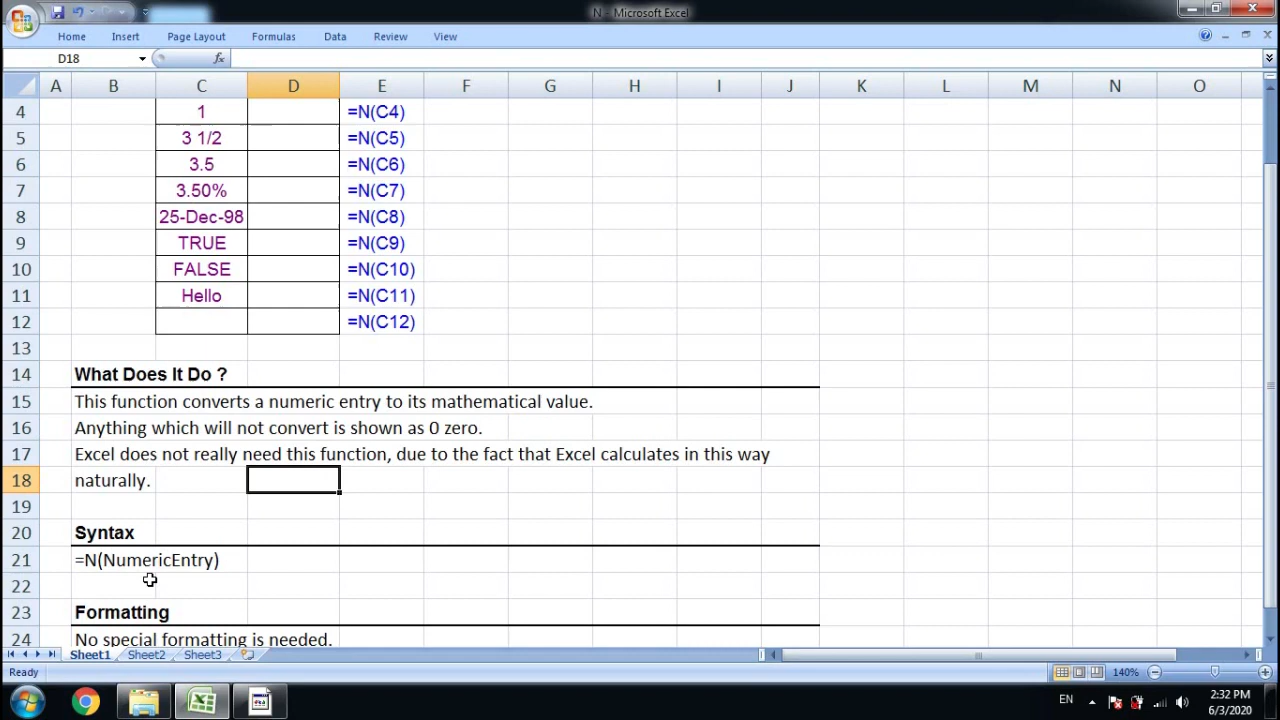 N - Microsoft Excel
Home Insert Page Layout Formulas Data Review View
D18 fx
A B C D E F G H I J K L M N O
4 1 =N(C4)
5 3 1/2 =N(C5)
6 3.5 =N(C6)
7 3.50% =N(C7)
8 25-Dec-98 =N(C8)
9 TRUE =N(C9)
10 FALSE =N(C10)
11 Hello =N(C11)
12 =N(C12)
13
14 What Does It Do ?
15 This function converts a numeric entry to its mathematical value.
16 Anything which will not convert is shown as 0 zero.
17 Excel does not really need this function, due to the fact that Excel calculates in this way
18 naturally.
19
20 Syntax
21 =N(NumericEntry)
22
23 Formatting
24 No special formatting is needed.
Sheet1 Sheet2 Sheet3
Ready 140%
EN 2:32 PM
6/3/2020